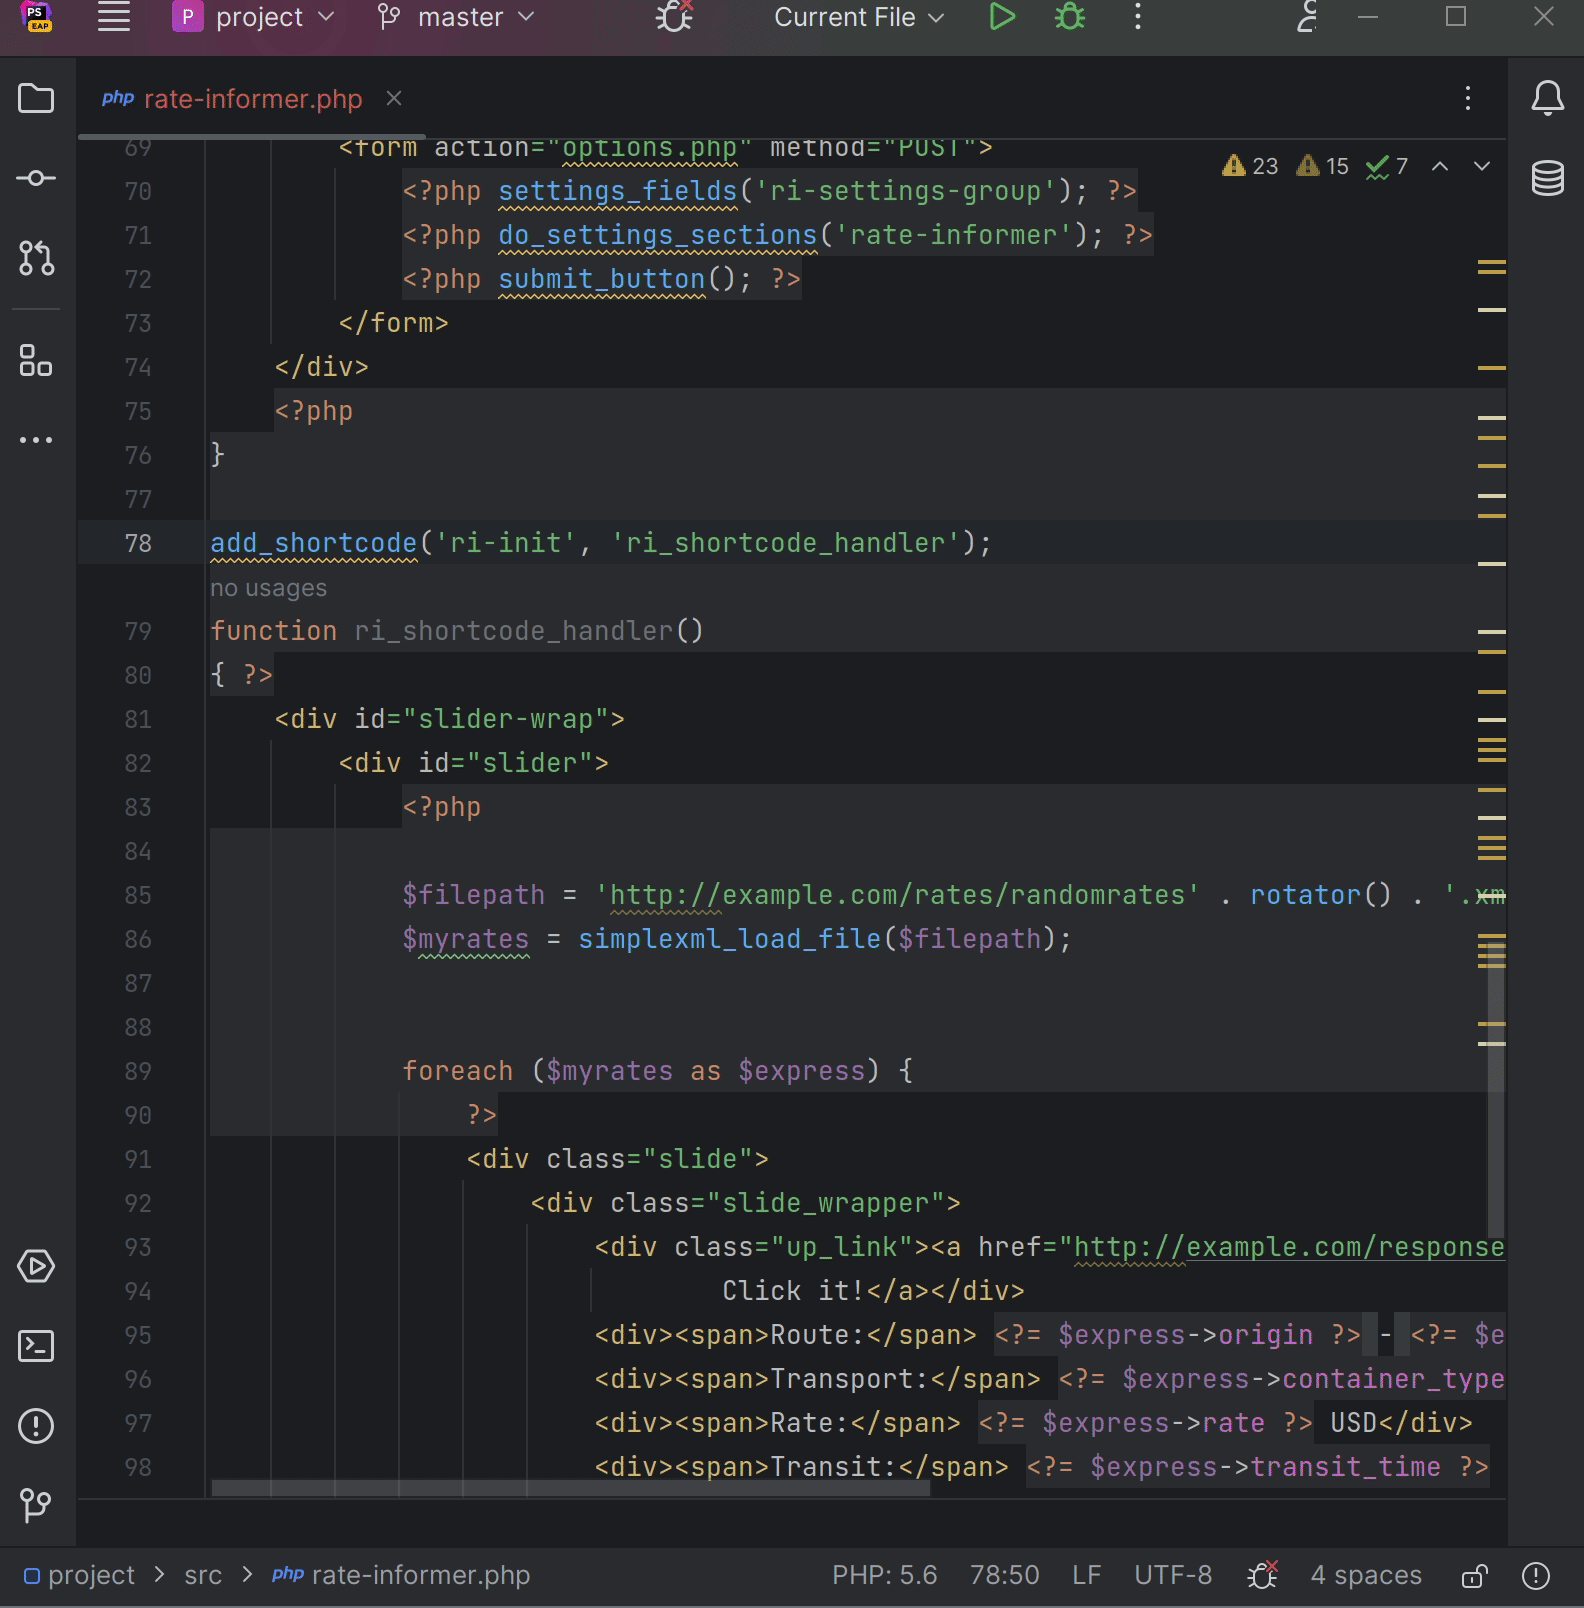 PS
EAP
P
project
master
Current File
php rate-informer.php
23 15 7
69 <form action="options.php" method="POST">
70 <?php settings_fields('ri-settings-group'); ?>
71 <?php do_settings_sections('rate-informer'); ?>
72 <?php submit_button(); ?>
73 </form>
74 </div>
75 <?php
76 }
77
78 add_shortcode('ri-init', 'ri_shortcode_handler');
no usages
79 function ri_shortcode_handler()
80 { ?>
81 <div id="slider-wrap">
82 <div id="slider">
83 <?php
84
85 $filepath = 'http://example.com/rates/randomrates' . rotator() . '.xm
86 $myrates = simplexml_load_file($filepath);
87
88
89 foreach ($myrates as $express) {
90 ?>
91 <div class="slide">
92 <div class="slide_wrapper">
93 <div class="up_link"><a href="http://example.com/response
94 Click it!</a></div>
95 <div><span>Route:</span> <?= $express->origin ?> - <?= $e
96 <div><span>Transport:</span> <?= $express->container_type
97 <div><span>Rate:</span> <?= $express->rate ?> USD</div>
98 <div><span>Transit:</span> <?= $express->transit_time ?>
project > src > php rate-informer.php
PHP: 5.6 78:50 LF UTF-8 4 spaces